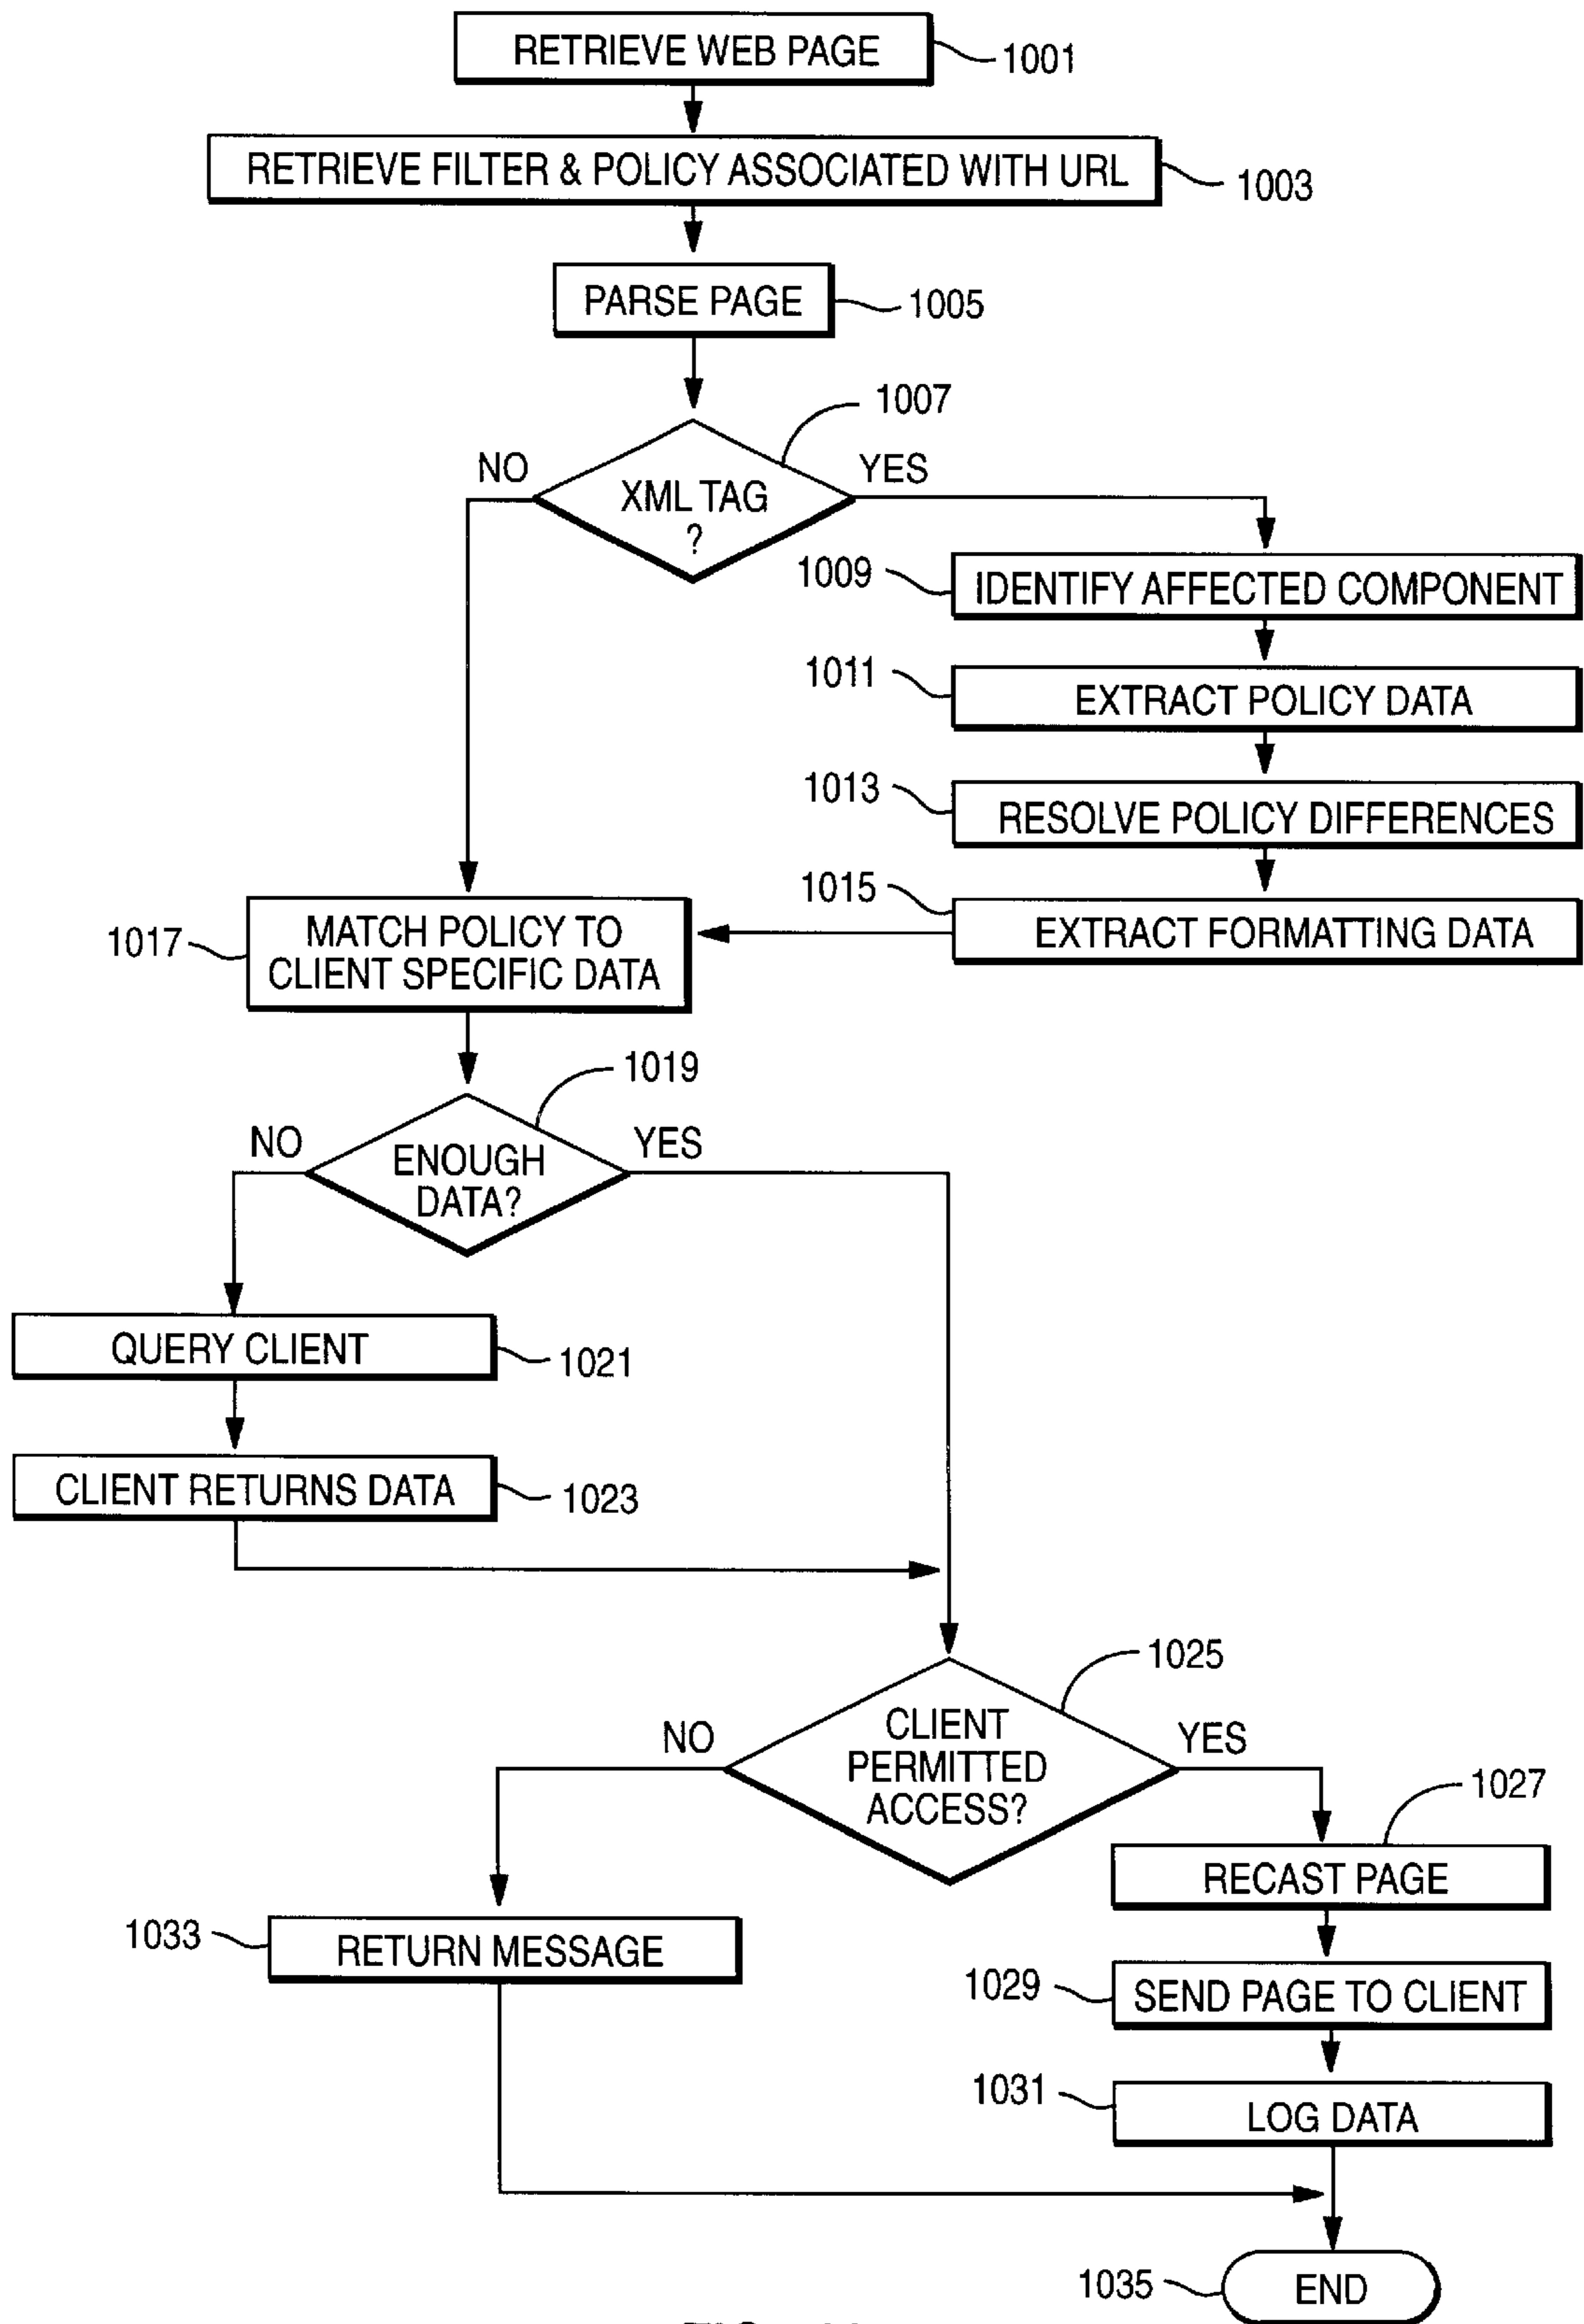 RETRIEVE WEB PAGE
1001
RETRIEVE FILTER & POLICY ASSOCIATED WITH URL
1003
PARSE PAGE
1005
1007
NO
YES
XML TAG
?
1009
IDENTIFY AFFECTED COMPONENT
1011
EXTRACT POLICY DATA
1013
RESOLVE POLICY DIFFERENCES
1015
EXTRACT FORMATTING DATA
1017
MATCH POLICY TO
CLIENT SPECIFIC DATA
1019
NO
YES
ENOUGH
DATA?
QUERY CLIENT
1021
CLIENT RETURNS DATA
1023
1025
NO
YES
CLIENT
PERMITTED
ACCESS?
1027
RECAST PAGE
1033
RETURN MESSAGE
1029
SEND PAGE TO CLIENT
1031
LOG DATA
1035
END